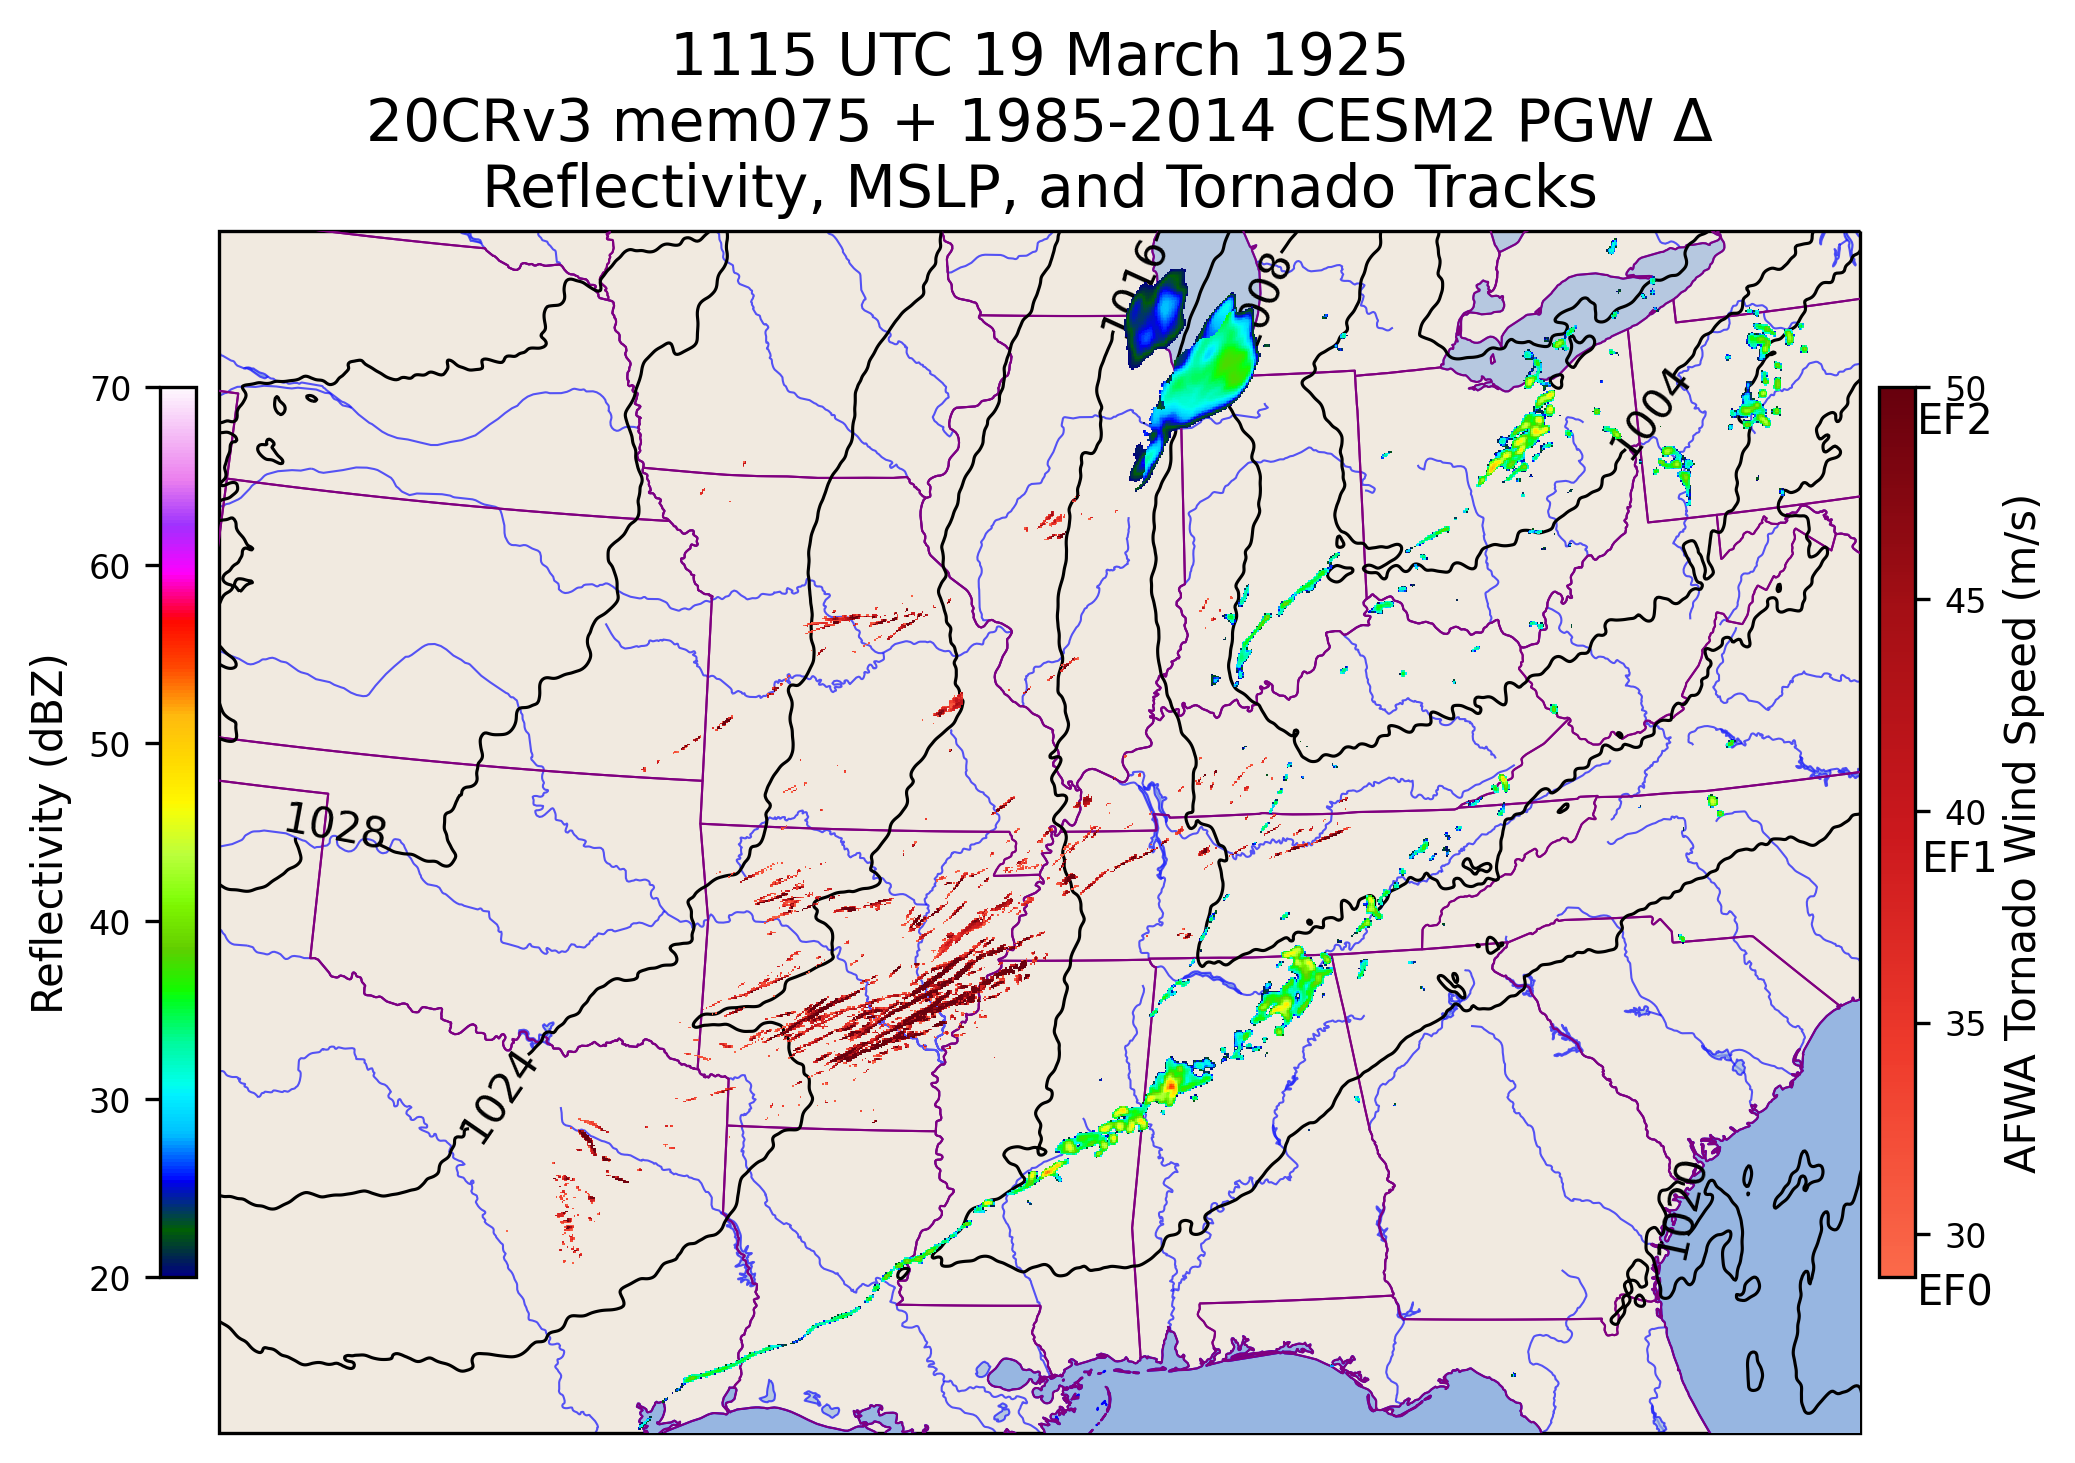 1115 UTC 19 March 1925
20CRv3 mem075 + 1985-2014 CESM2 PGW Δ
Reflectivity, MSLP, and Tornado Tracks
1016
1008
1004
1028
1024
1020
Reflectivity (dBZ)
70
60
50
40
30
20
50
EF2
45
40
EF1
35
30
EF0
AFWA Tornado Wind Speed (m/s)